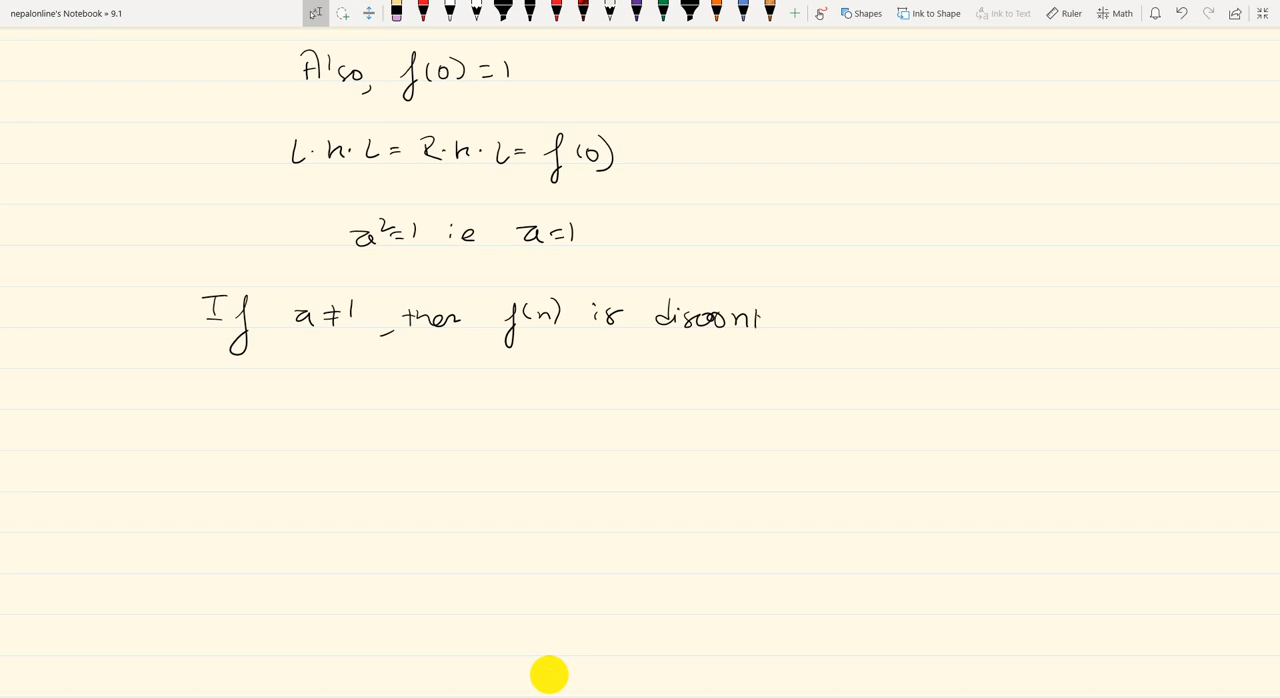 nepalonline's Notebook » 9.1
Shapes Ink to Shape Ink to Text Ruler Math
Also, f(0) = 1
L.H.L = R.H.L = f(0)
a²=1 ie a=1
If a≠1, then f(x) is discont